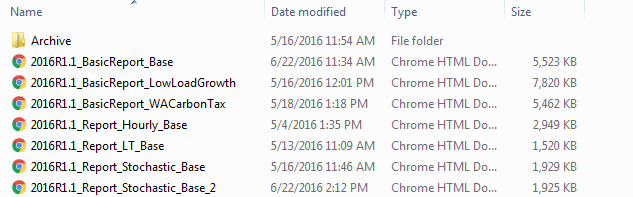 Name Date modified Type Size
Archive 5/16/2016 11:54 AM File folder
2016R1.1_BasicReport_Base 6/22/2016 11:34 AM Chrome HTML Do... 5,523 KB
2016R1.1_BasicReport_LowLoadGrowth 5/16/2016 12:01 PM Chrome HTML Do... 7,820 KB
2016R1.1_BasicReport_WACarbonTax 5/18/2016 1:18 PM Chrome HTML Do... 5,462 KB
2016R1.1_Report_Hourly_Base 5/4/2016 1:35 PM Chrome HTML Do... 2,949 KB
2016R1.1_Report_LT_Base 5/13/2016 11:09 AM Chrome HTML Do... 1,520 KB
2016R1.1_Report_Stochastic_Base 5/16/2016 11:46 AM Chrome HTML Do... 1,929 KB
2016R1.1_Report_Stochastic_Base_2 6/22/2016 2:12 PM Chrome HTML Do... 1,925 KB